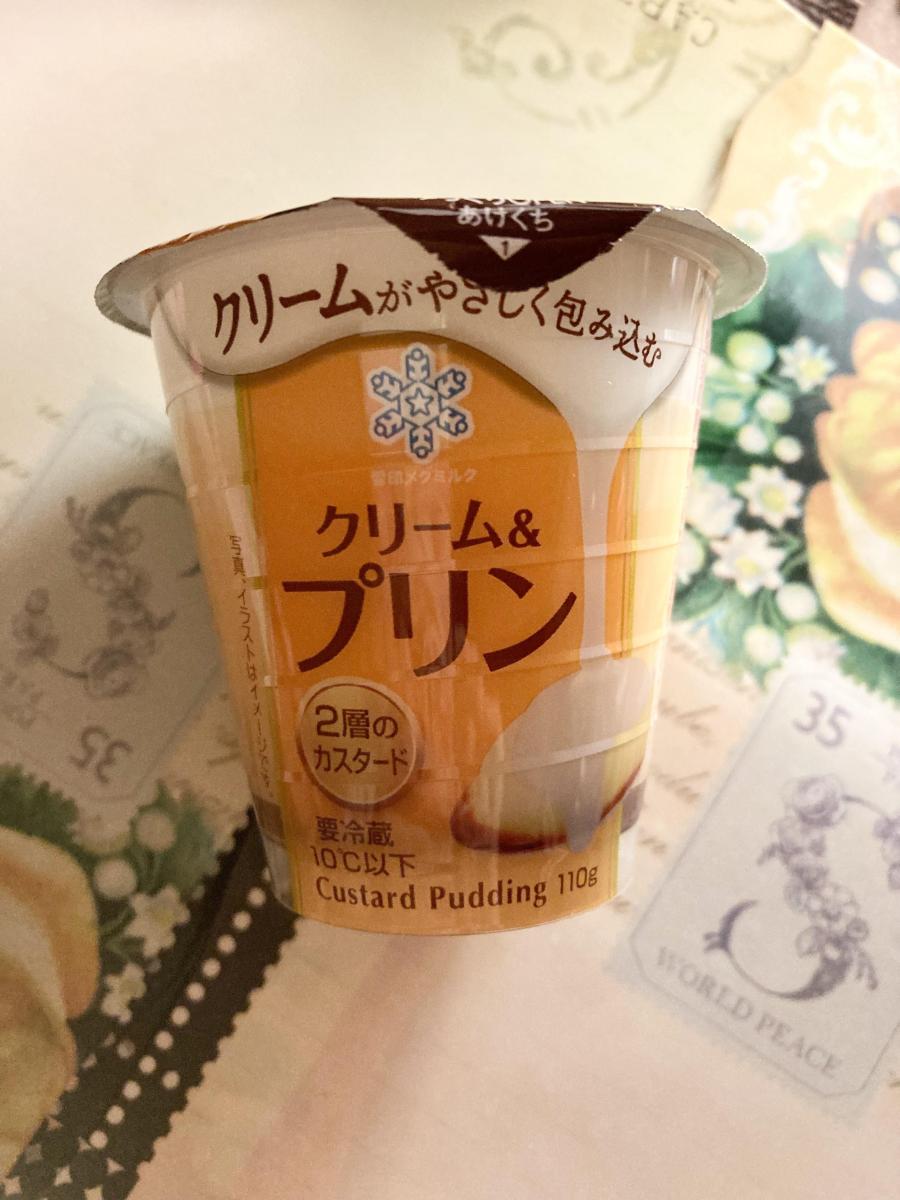 あけくち
1
クリームがやさしく包み込む
雪印メグミルク
クリーム&
プリン
2層の
カスタード
要冷蔵
10℃以下
Custard Pudding 110g
写真、イラストはイメージです。
35
WORLD PEACE
35